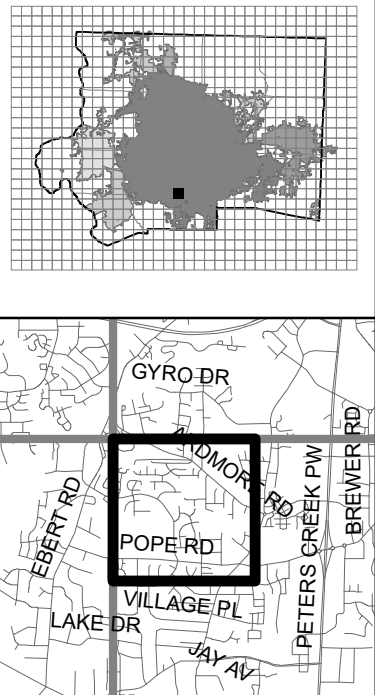 GYRO DR
ARDMORE RD
BREWER RD
EBERT RD
PETERS CREEK PW
POPE RD
VILLAGE PL
LAKE DR
JAY AV